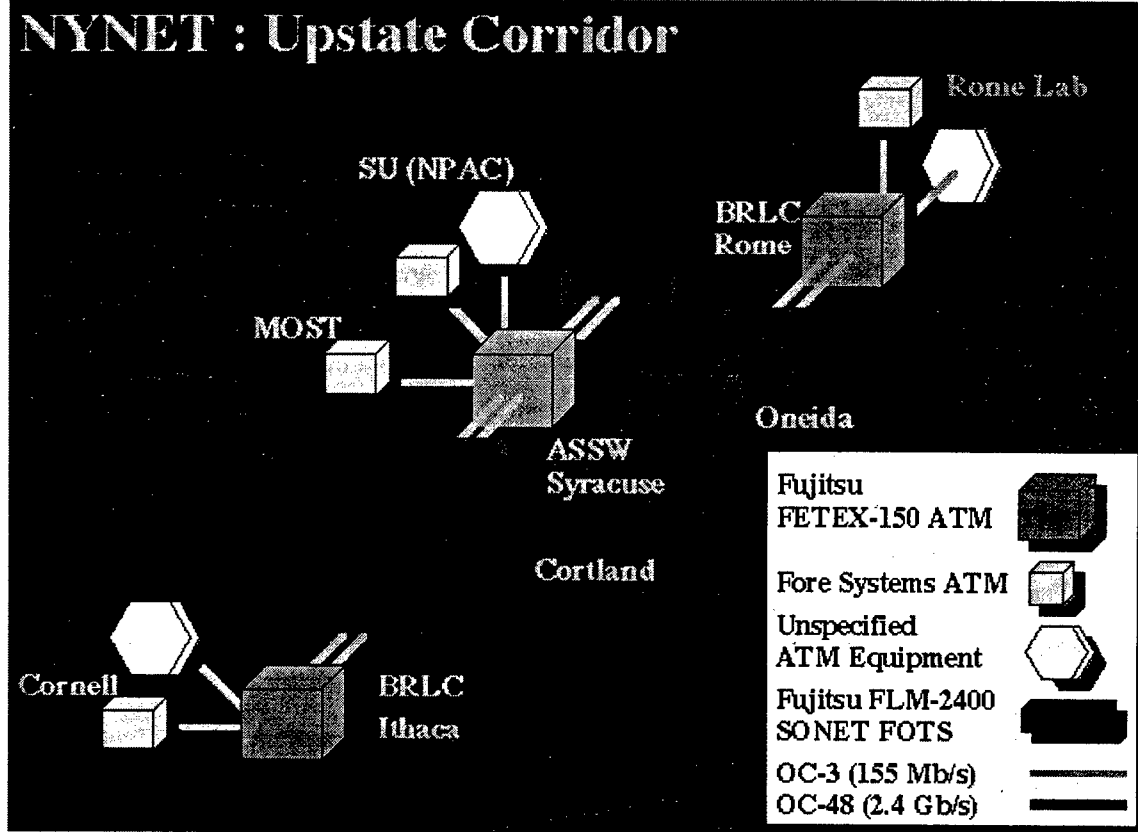 NYNET : Upstate Corridor
Rome Lab
SU (NPAC)
BRLC
Rome
MOST
Oneida
ASSW
Syracuse
Cortland
Cornell
BRLC
Ithaca
Fujitsu
FETEX-150 ATM
Fore Systems ATM
Unspecified
ATM Equipment
Fujitsu FLM-2400
SONET FOTS
OC-3 (155 Mb/s)
OC-48 (2.4 Gb/s)